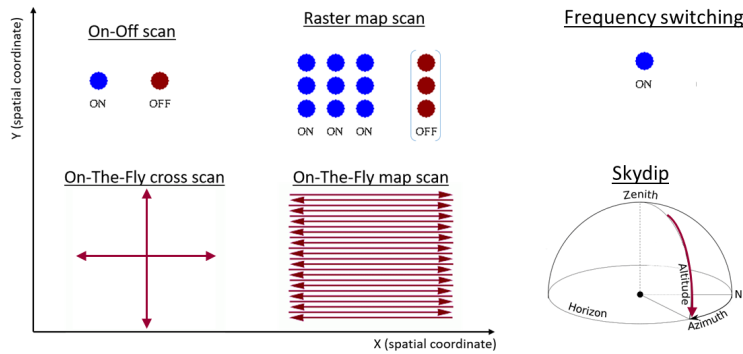 On-Off scan
ON
OFF
Raster map scan
ON
ON
ON
OFF
Frequency switching
ON
Y (spatial coordinate)
On-The-Fly cross scan
On-The-Fly map scan
Skydip
Zenith
Altitude
N
Horizon
Azimuth
X (spatial coordinate)